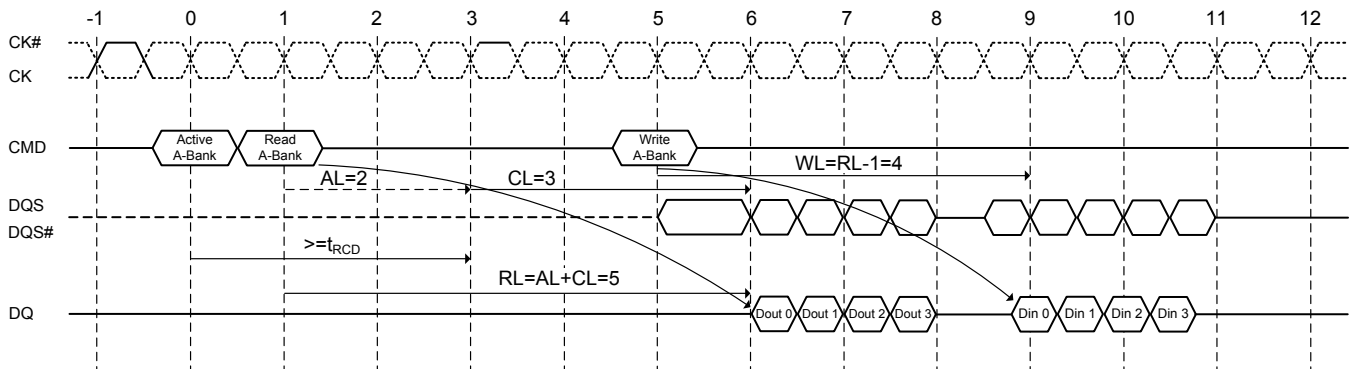 -1 0 1 2 3 4 5 6 7 8 9 10 11 12
CK#
CK
CMD
Active
A-Bank
Read
A-Bank
Write
A-Bank
WL=RL-1=4
AL=2
CL=3
DQS
DQS#
>=tRCD
RL=AL+CL=5
DQ
Dout 0 Dout 1 Dout 2 Dout 3 Din 0 Din 1 Din 2 Din 3